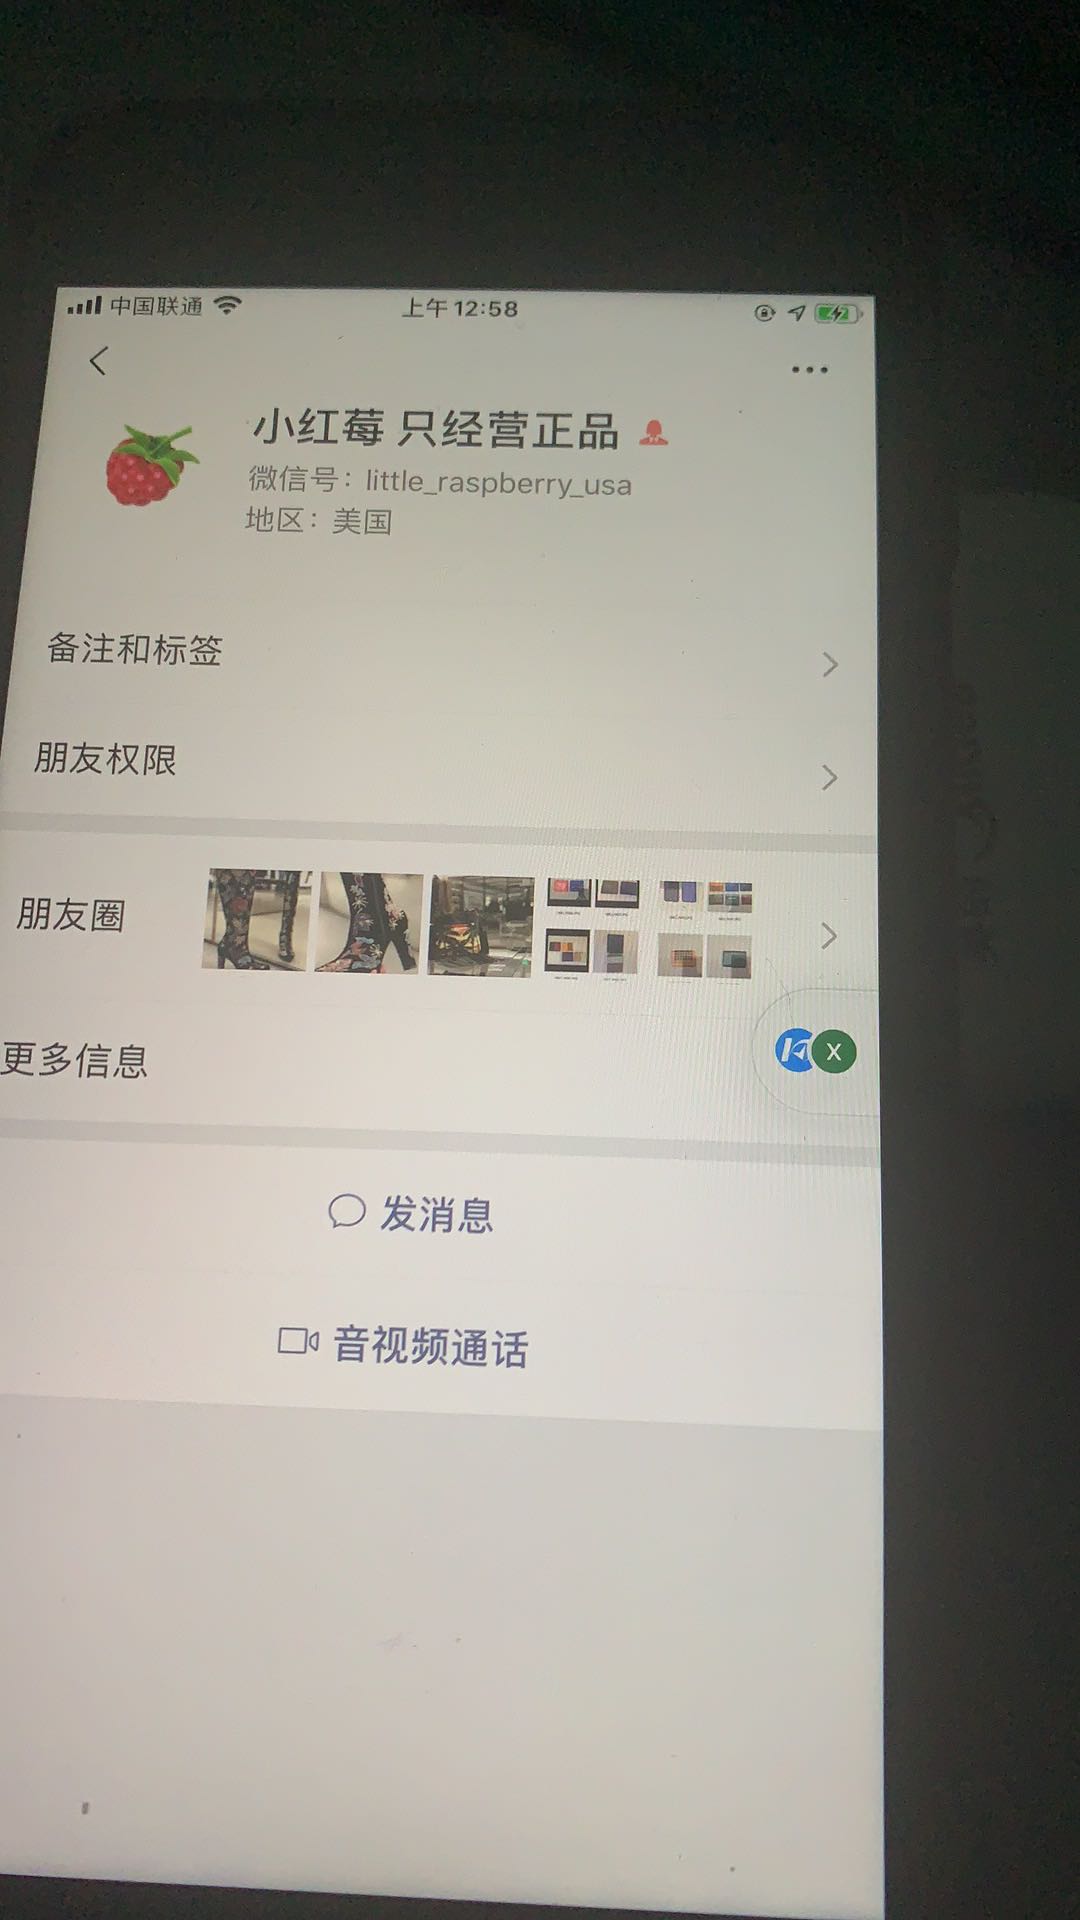 中国联通 上午12:58 42
小红莓 只经营正品
微信号：little_raspberry_usa
地区：美国
备注和标签
朋友权限
朋友圈
更多信息
X
发消息
音视频通话